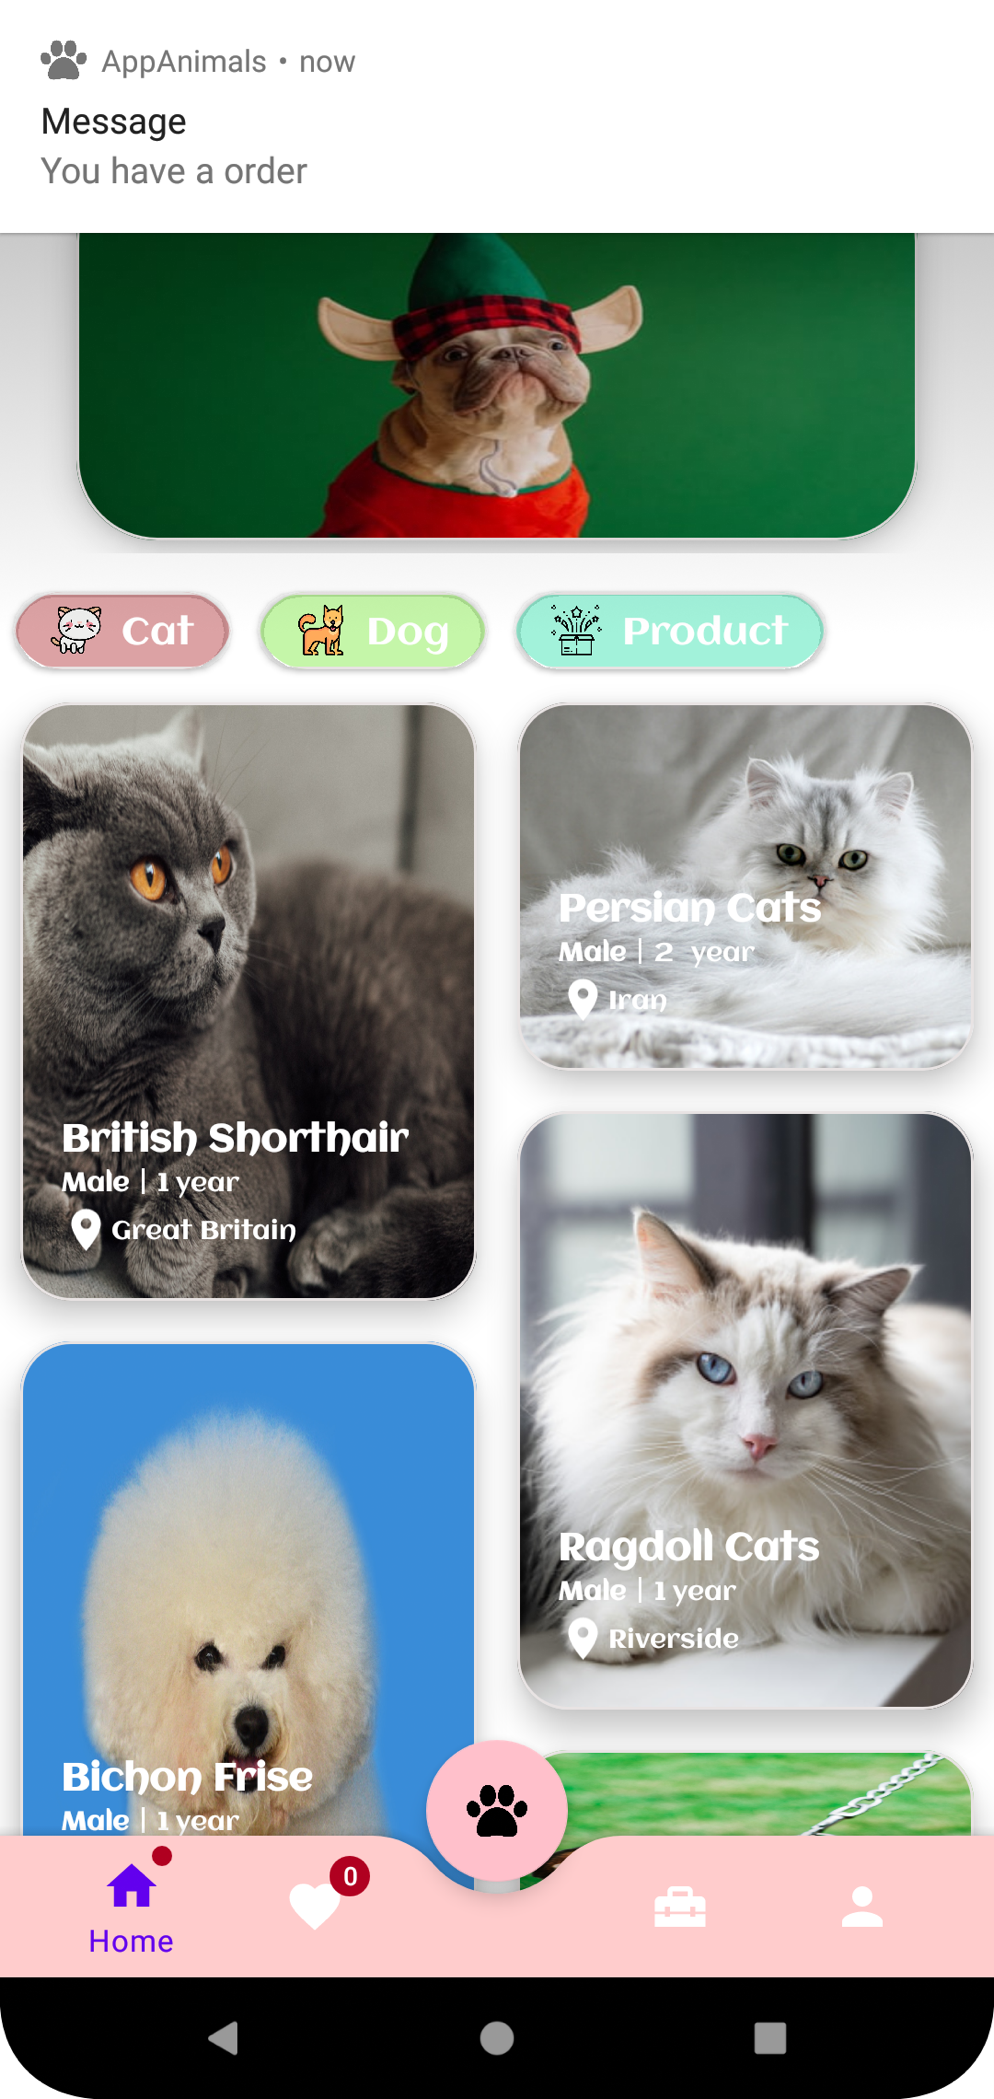 AppAnimals • now
Message
You have a order
Cat
Dog
Product
British Shorthair
Male | 1 year
Great Britain
Persian Cats
Male | 2 year
Iran
Ragdoll Cats
Male | 1 year
Riverside
Bichon Frise
Male | 1 year
0
Home